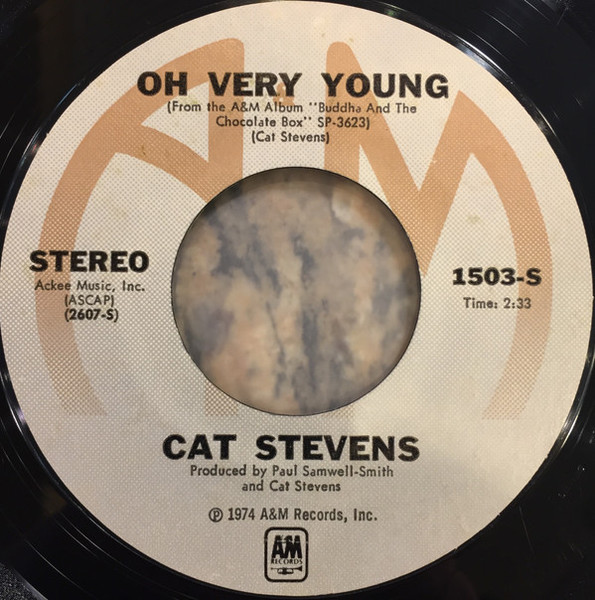 OH VERY YOUNG
(From the A&M Album "Buddha And The
Chocolate Box" SP-3623)
(Cat Stevens)
STEREO
Ackee Music, Inc.
(ASCAP)
(2607-S)
1503-S
Time: 2:33
CAT STEVENS
Produced by Paul Samwell-Smith
and Cat Stevens
℗ 1974 A&M Records, Inc.
A&M
RECORDS